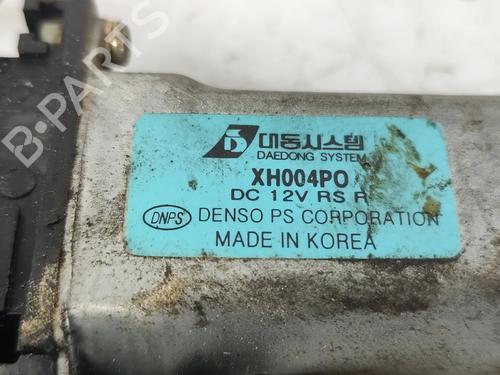 B-PARTS
대동시스템
DAEDONG SYSTEM
XH004PO
DC 12V RS R
DNPS DENSO PS CORPORATION
MADE IN KOREA